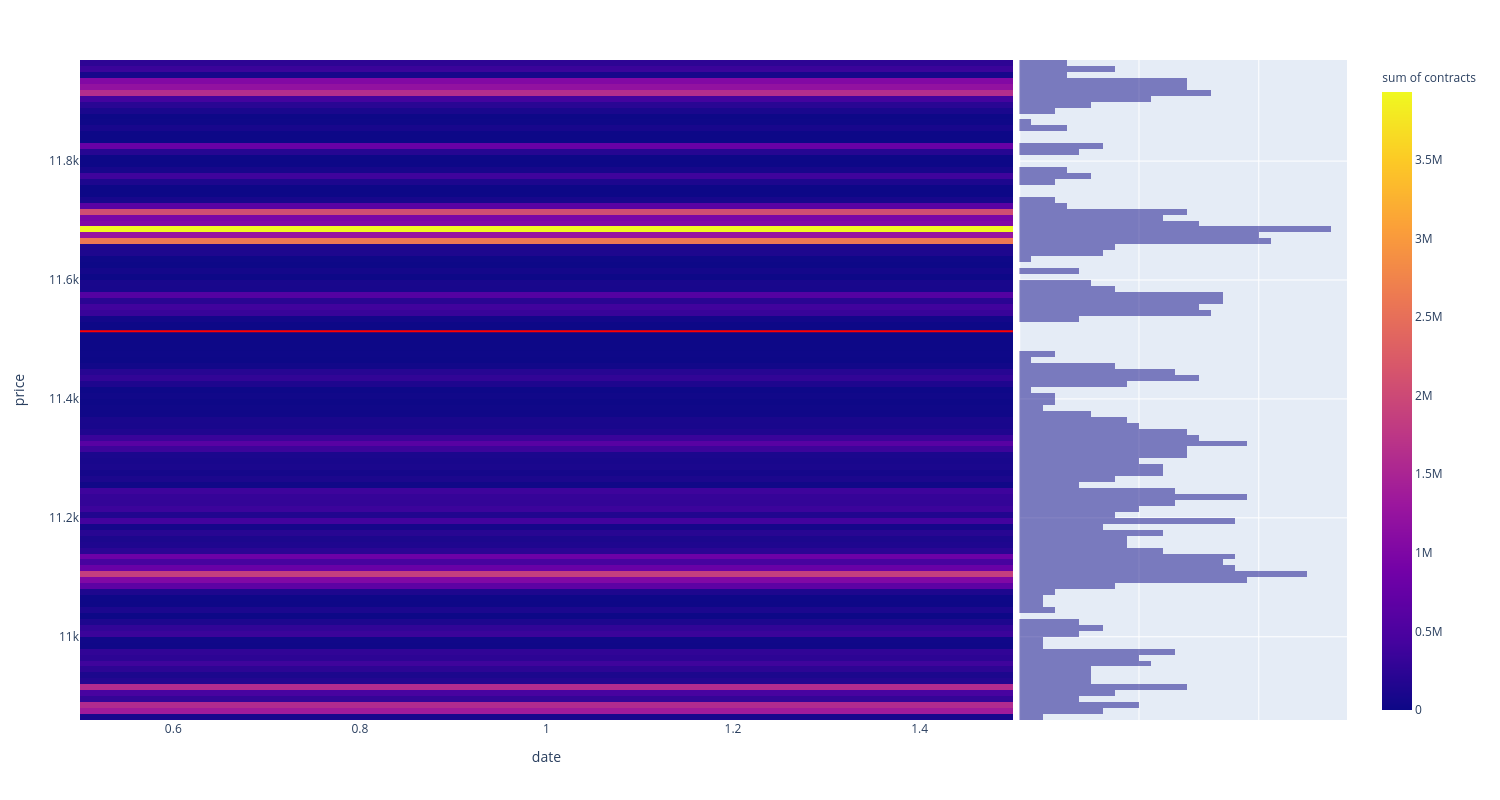 sum of contracts
3.5M
3M
2.5M
2M
1.5M
1M
0.5M
0
price
11.8k
11.6k
11.4k
11.2k
11k
0.6
0.8
1
1.2
1.4
date